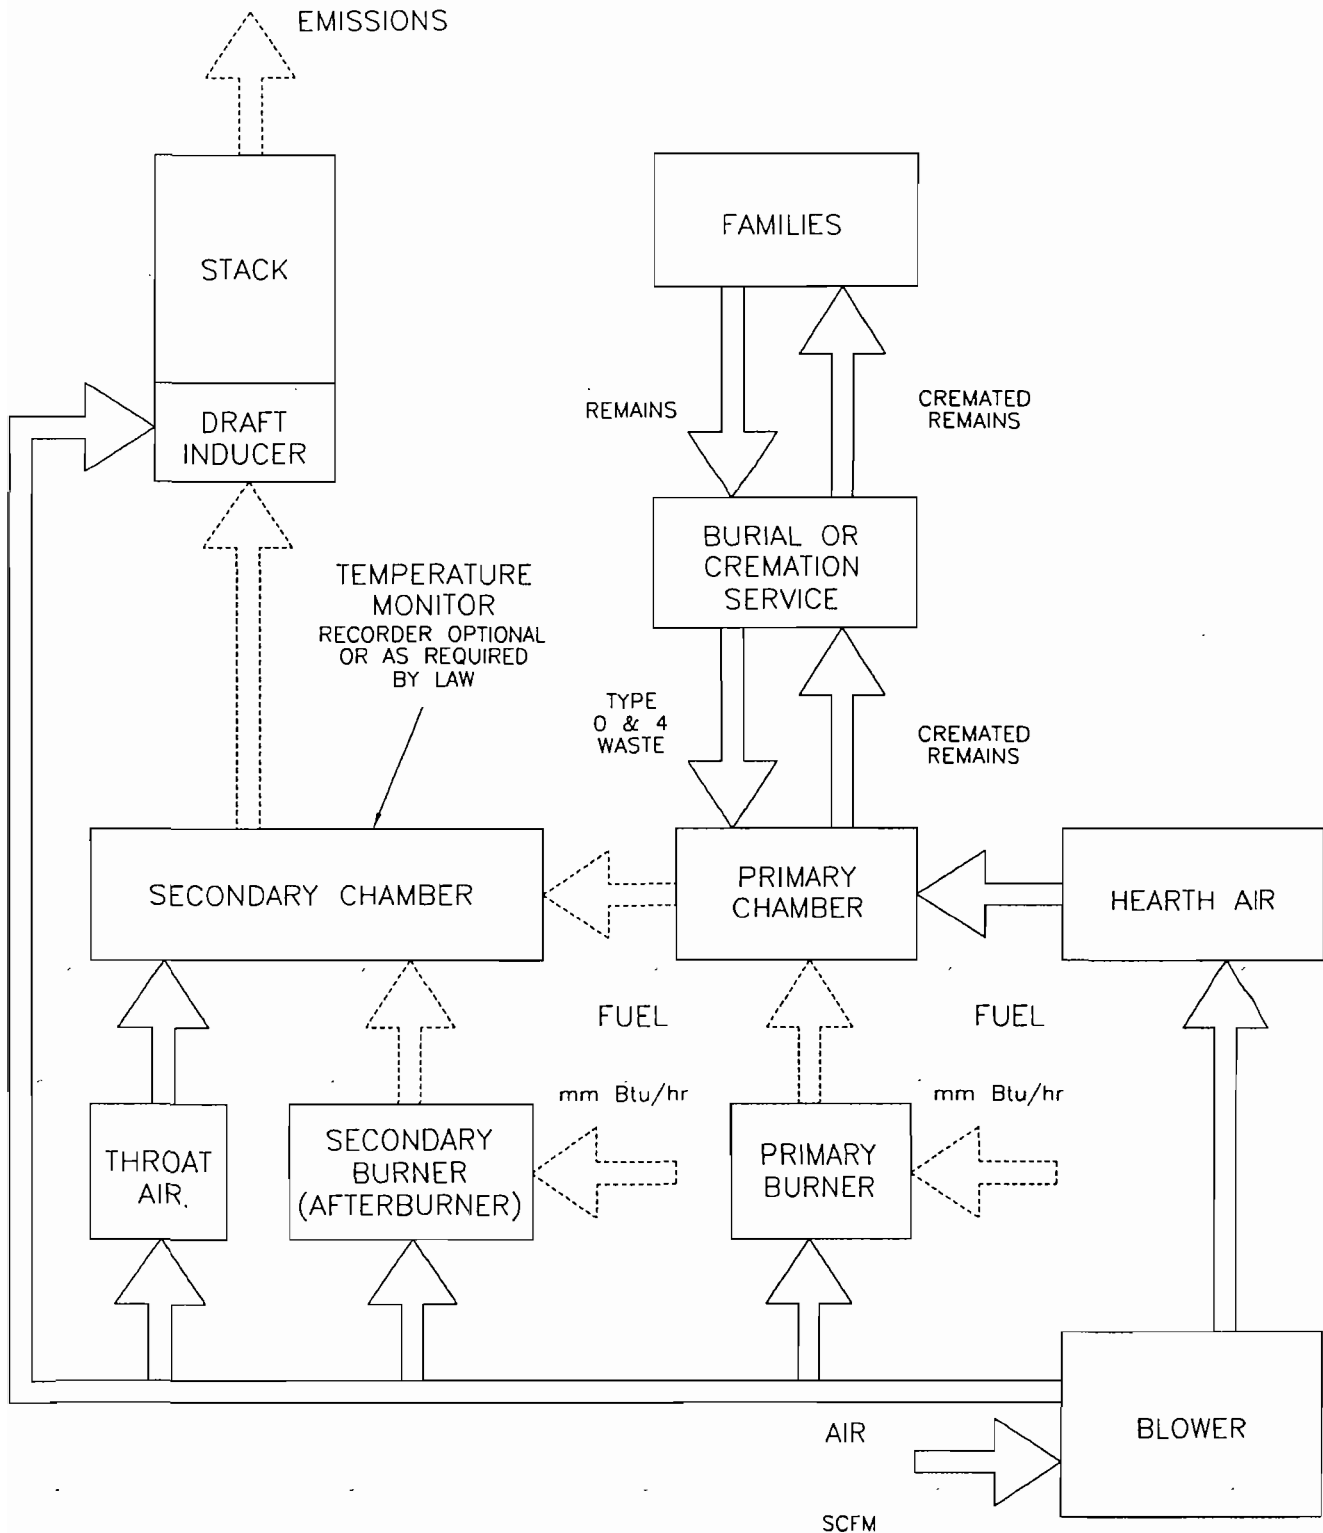 EMISSIONS
STACK
DRAFT
INDUCER
FAMILIES
REMAINS
CREMATED
REMAINS
BURIAL OR
CREMATION
SERVICE
TEMPERATURE
MONITOR
RECORDER OPTIONAL
OR AS REQUIRED
BY LAW
TYPE
0 & 4
WASTE
CREMATED
REMAINS
SECONDARY CHAMBER
PRIMARY
CHAMBER
HEARTH AIR
FUEL
mm Btu/hr
FUEL
mm Btu/hr
THROAT
AIR
SECONDARY
BURNER
(AFTERBURNER)
PRIMARY
BURNER
AIR
SCFM
BLOWER